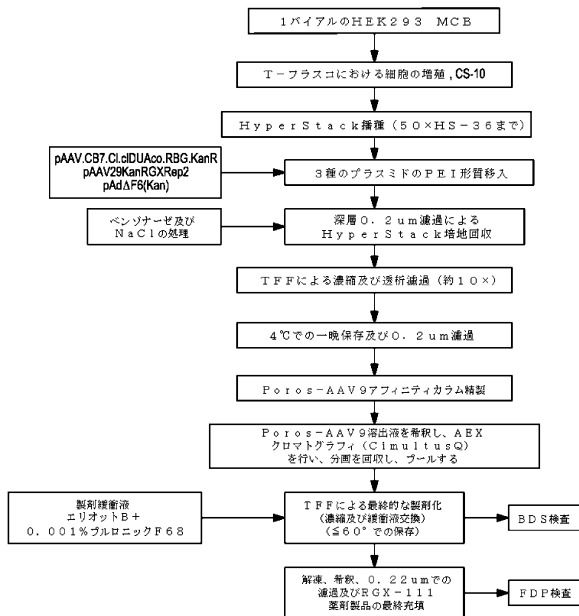 1バイアルのHEK293 MCB
T-フラスコにおける細胞の増殖,CS-10
HyperStack播種(50×HS-36まで)
pAAV.CB7.CI.cIDUAco.RBG.KanR
pAAV29KanRGXRep2
pAdΔF6(Kan)
3種のプラスミドのPEI形質移入
ベンゾナーゼ及び
NaClの処理
深層0.2um濾過による
HyperStack培地回収
TFFによる濃縮及び透析濾過(約10×)
4℃での一晩保存及び0.2um濾過
Poros-AAV9アフィニティカラム精製
Poros-AAV9溶出液を希釈し、AEX
クロマトグラフィ(CimultusQ)
を行い、分画を回収し、プールする
製剤緩衝液
エリオットB+
0.001%プルロニックF68
TFFによる最終的な製剤化
(濃縮及び緩衝液交換)
(≦60°での保存)
BDS検査
解凍、希釈、0.22umでの
濾過及びRGX-111
薬剤製品の最終充填
FDP検査